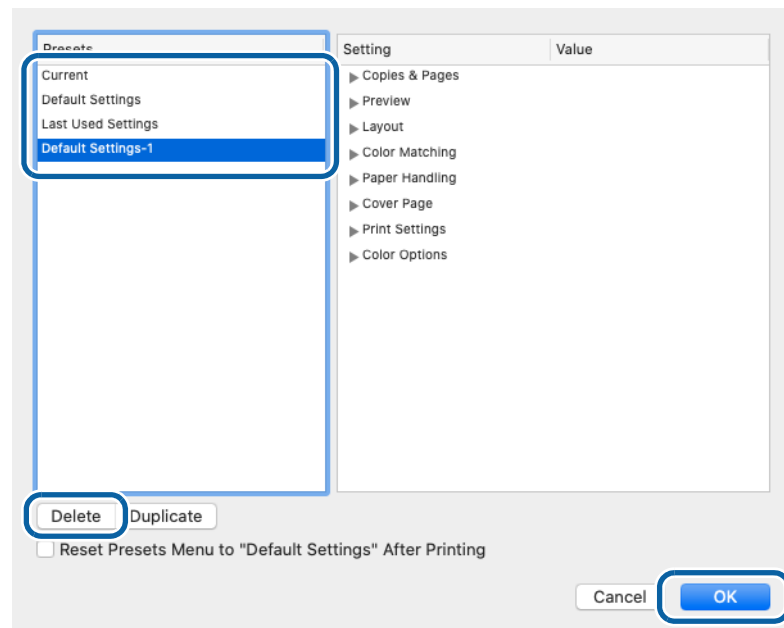 Presets
Setting Value
Current
Default Settings
Last Used Settings
Default Settings-1
Copies & Pages
Preview
Layout
Color Matching
Paper Handling
Cover Page
Print Settings
Color Options
Delete Duplicate
Reset Presets Menu to "Default Settings" After Printing
Cancel OK